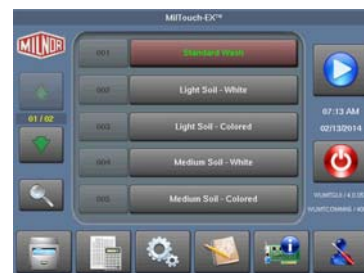 MilTouch-EX™
MILNOR
001 Standard Wash
002 Light Soil - White
003 Light Soil - Colored
004 Medium Soil - White
005 Medium Soil - Colored
01 / 02
07:13 AM
02/13/2014